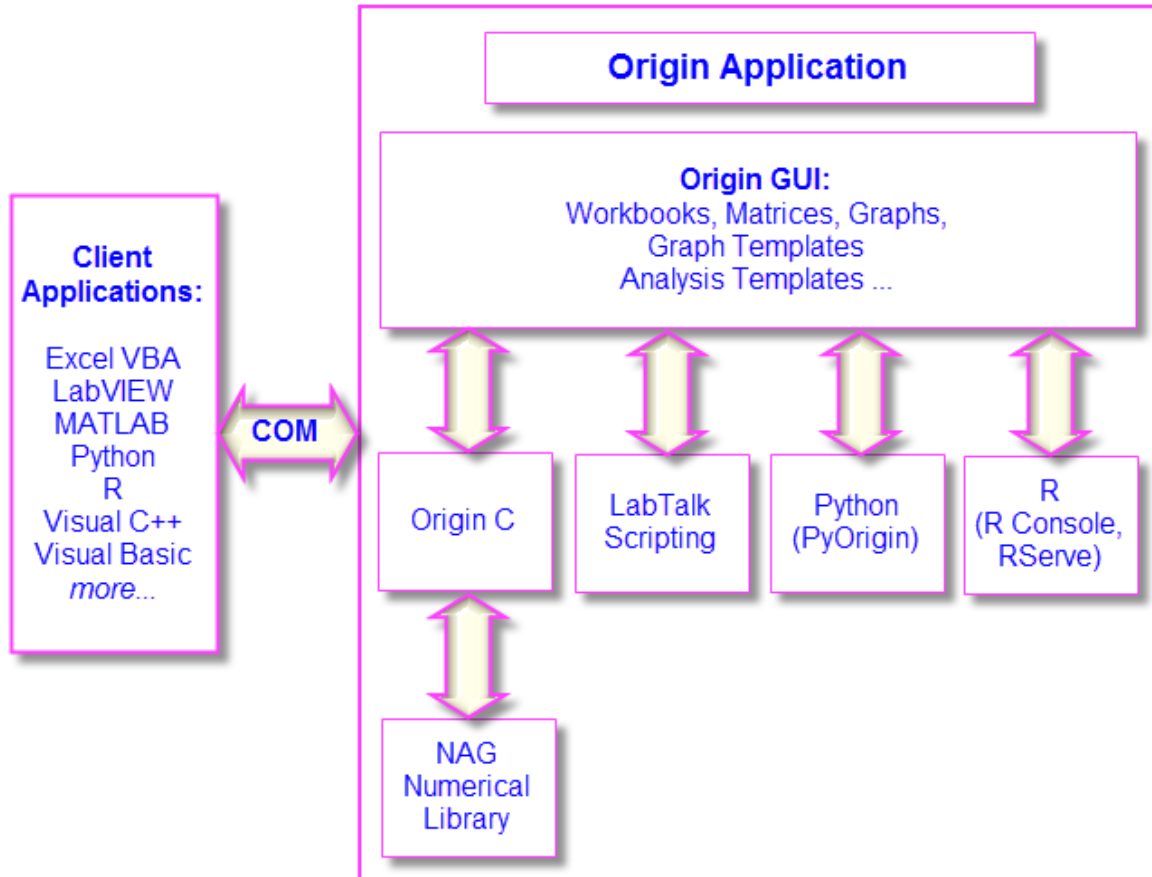 Origin Application
Origin GUI:
Workbooks, Matrices, Graphs,
Graph Templates
Analysis Templates ...
Client
Applications:
Excel VBA
LabVIEW
MATLAB
Python
R
Visual C++
Visual Basic
more...
COM
Origin C
LabTalk
Scripting
Python
(PyOrigin)
R
(R Console,
RServe)
NAG
Numerical
Library